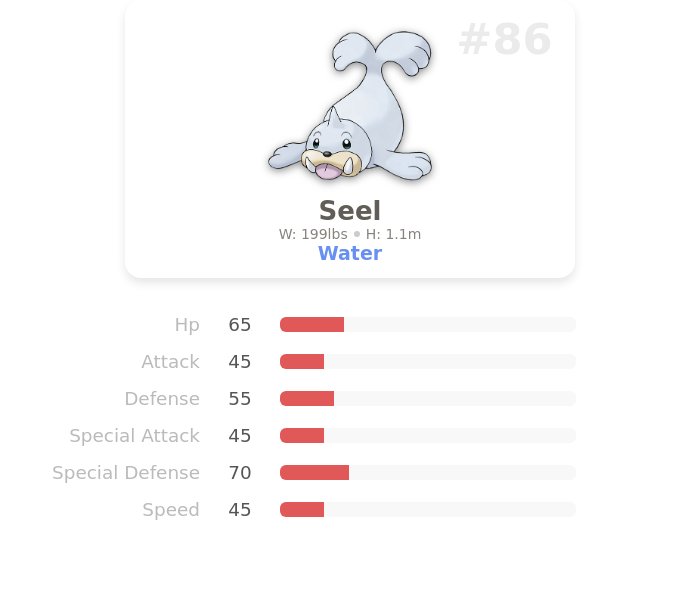 #86
Seel
W: 199lbs • H: 1.1m
Water
Hp 65
Attack 45
Defense 55
Special Attack 45
Special Defense 70
Speed 45